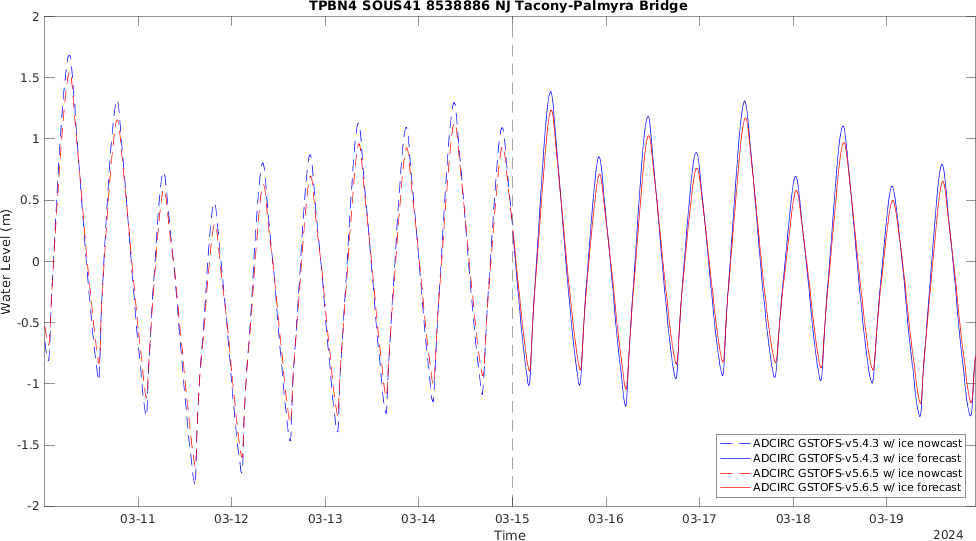 TPBN4 SOUS41 8538886 NJ Tacony-Palmyra Bridge
2
1.5
1
0.5
0
-0.5
-1
-1.5
-2
Water Level (m)
03-11 03-12 03-13 03-14 03-15 03-16 03-17 03-18 03-19
Time
2024
ADCIRC GSTOFS-v5.4.3 w/ ice nowcast
ADCIRC GSTOFS-v5.4.3 w/ ice forecast
ADCIRC GSTOFS-v5.6.5 w/ ice nowcast
ADCIRC GSTOFS-v5.6.5 w/ ice forecast